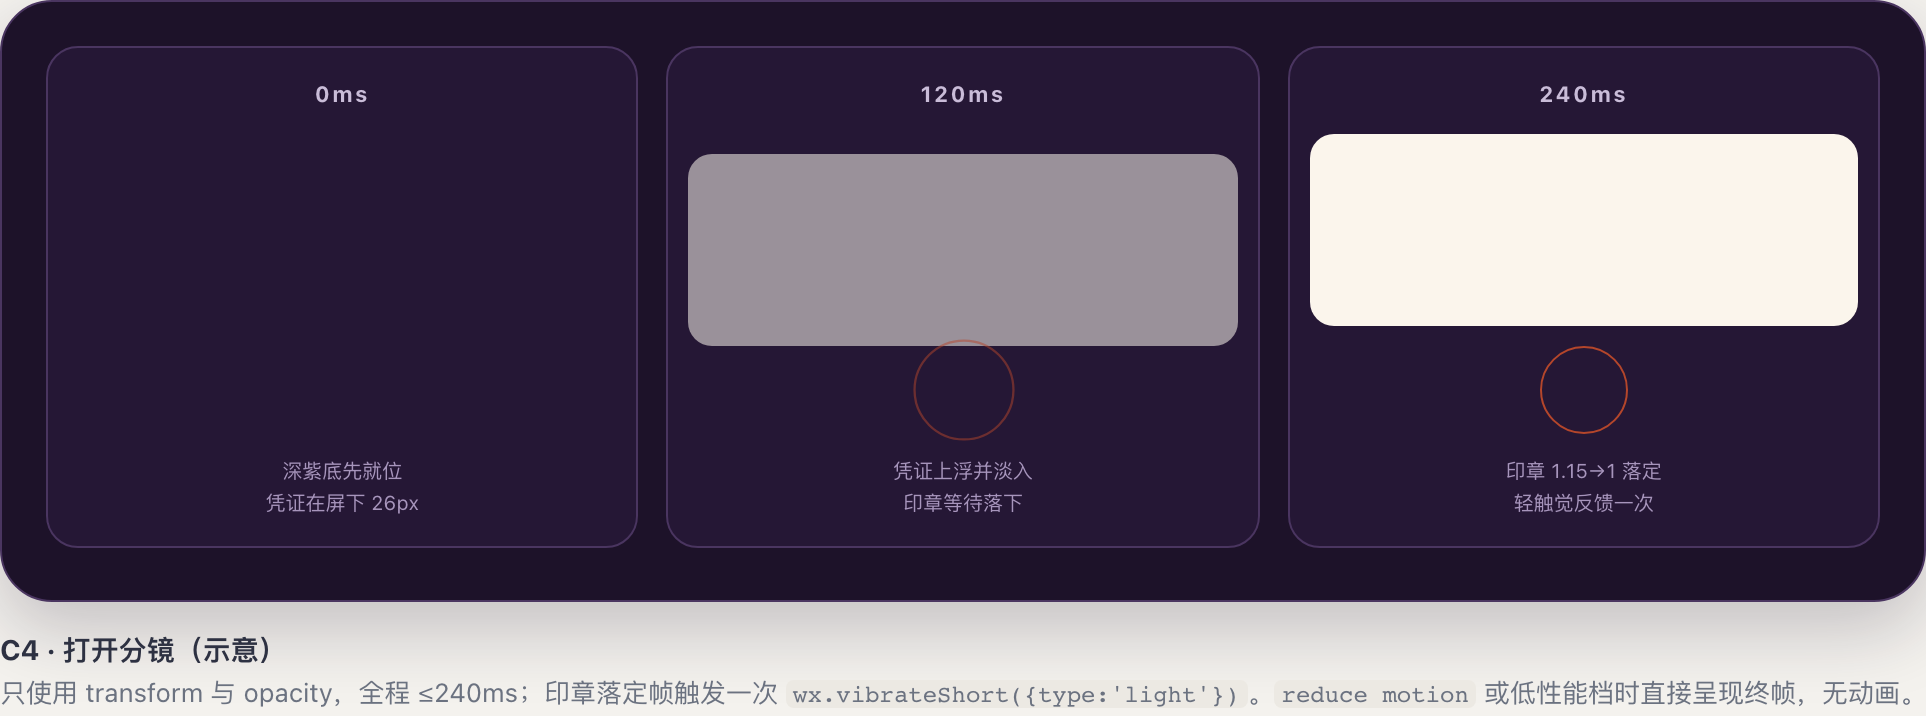 0ms
深紫底先就位
凭证在屏下 26px
120ms
凭证上浮并淡入
印章等待落下
240ms
印章 1.15→1 落定
轻触觉反馈一次
C4 · 打开分镜（示意）
只使用 transform 与 opacity，全程 ≤240ms；印章落定帧触发一次 wx.vibrateShort({type:'light'})。reduce motion 或低性能档时直接呈现终帧，无动画。